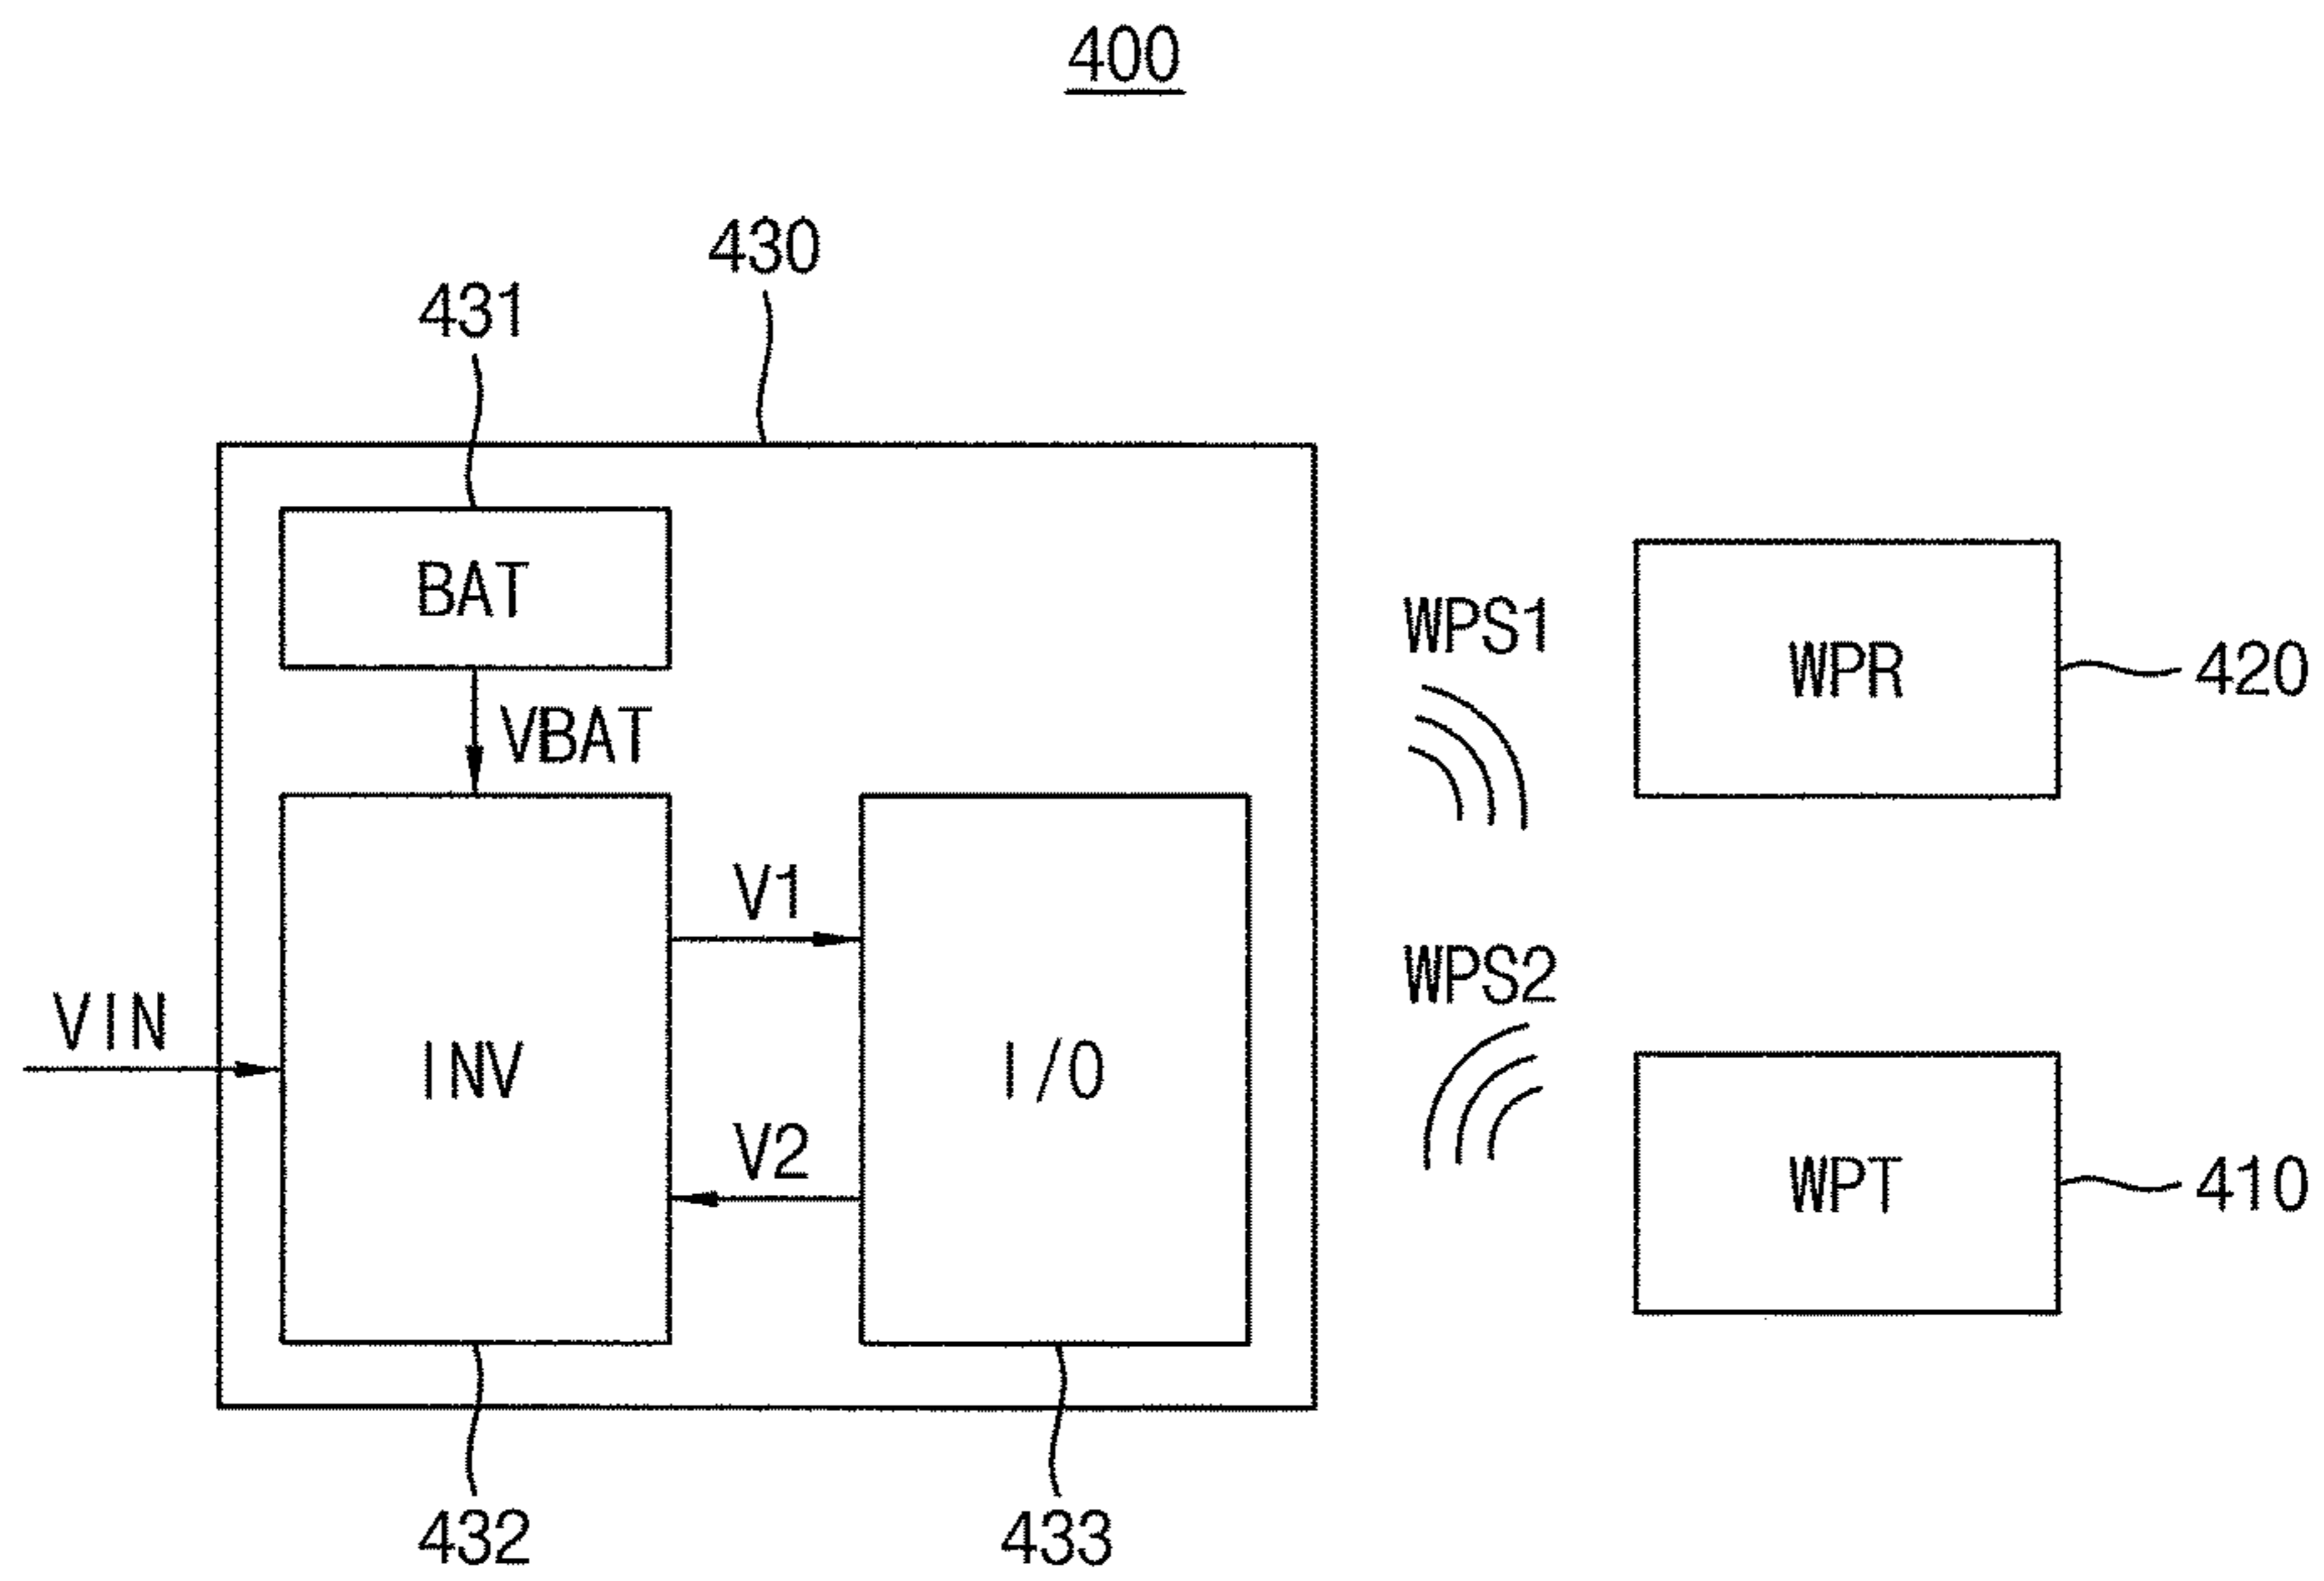 400
430
431
BAT
WPS1
WPR
420
VBAT
V1
WPS2
VIN
INV
I/O
V2
WPT
410
432
433